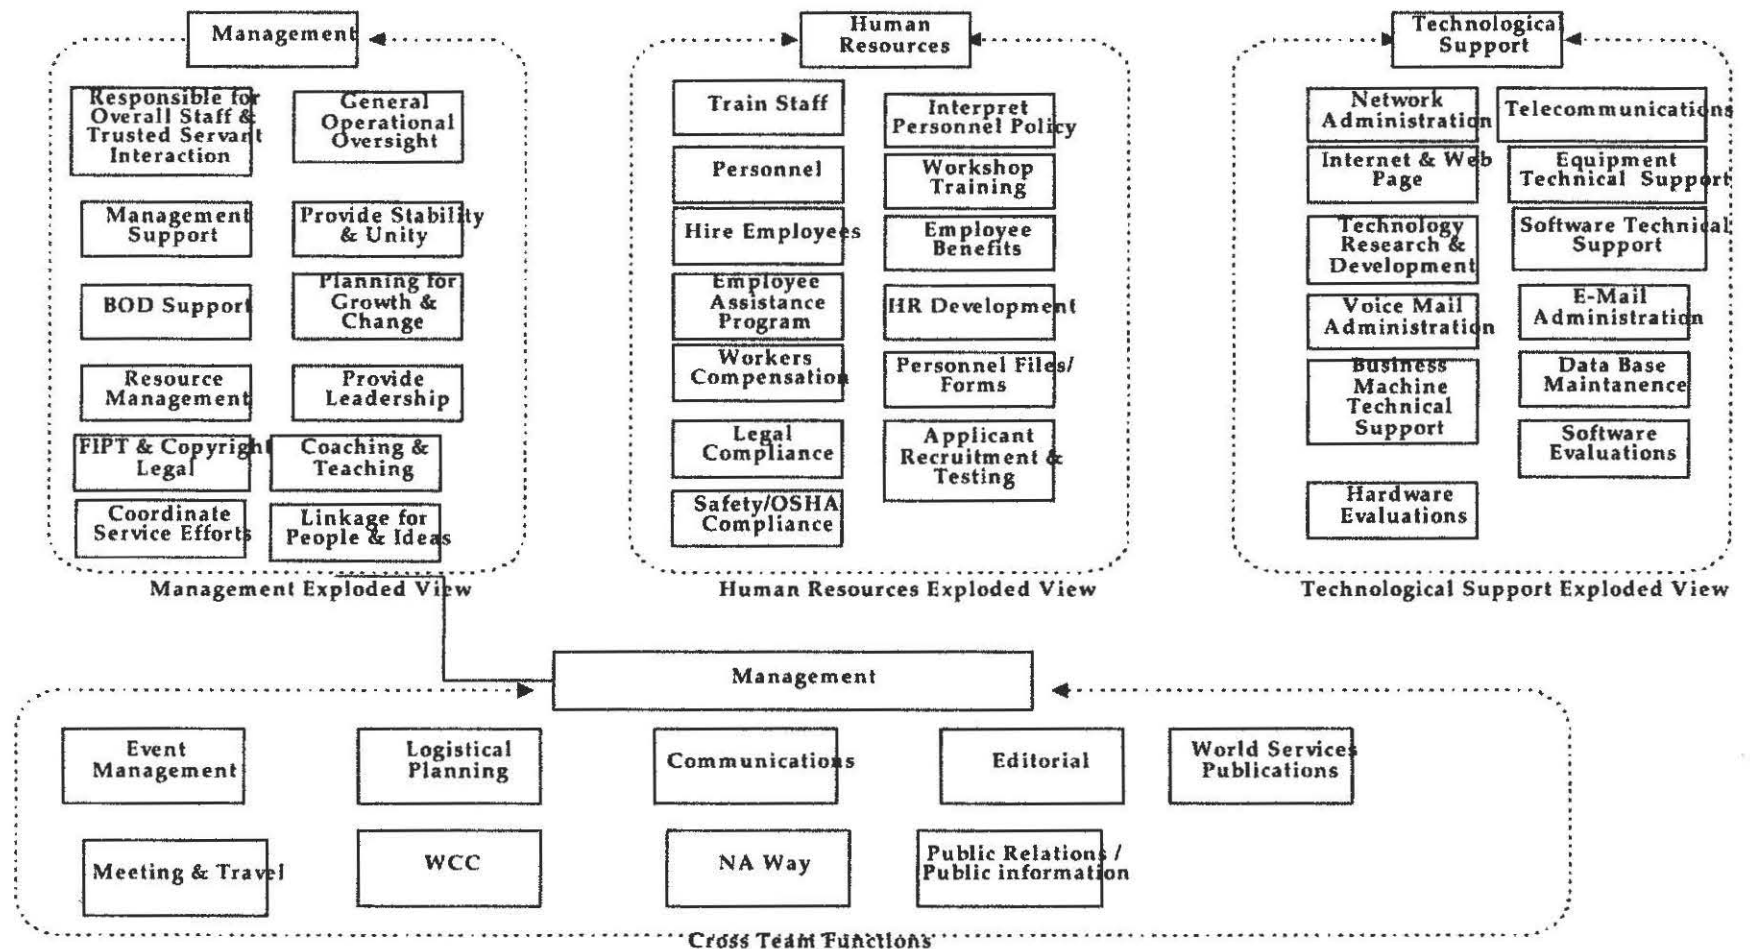 Management
Responsible for
Overall Staff &
Trusted Servant
Interaction
General
Operational
Oversight
Management
Support
Provide Stability
& Unity
BOD Support
Planning for
Growth &
Change
Resource
Management
Provide
Leadership
FIPT & Copyright
Legal
Coaching &
Teaching
Coordinate
Service Efforts
Linkage for
People & Ideas
Management Exploded View
Human
Resources
Train Staff
Interpret
Personnel Policy
Personnel
Workshop
Training
Hire Employees
Employee
Benefits
Employee
Assistance
Program
HR Development
Workers
Compensation
Personnel Files/
Forms
Legal
Compliance
Applicant
Recruitment &
Testing
Safety/OSHA
Compliance
Human Resources Exploded View
Technological
Support
Network
Administration
Telecommunications
Internet & Web
Page
Equipment
Technical Support
Technology
Research &
Development
Software Technical
Support
Voice Mail
Administration
E-Mail
Administration
Business
Machine
Technical
Support
Data Base
Maintanence
Software
Evaluations
Hardware
Evaluations
Technological Support Exploded View
Management
Event
Management
Logistical
Planning
Communications
Editorial
World Services
Publications
Meeting & Travel
WCC
NA Way
Public Relations /
Public information
Cross Team Functions